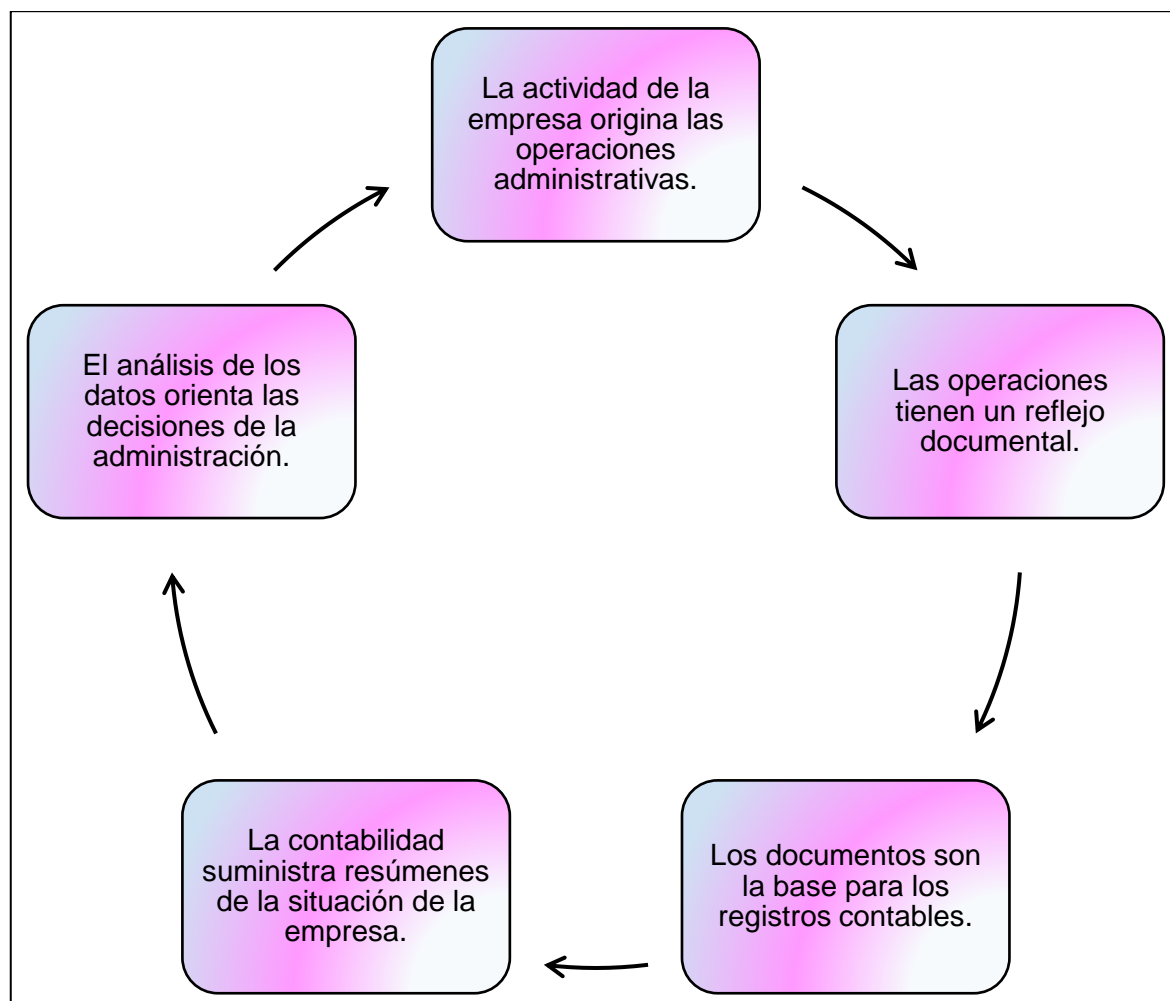 La actividad de la
empresa origina las
operaciones
administrativas.
Las operaciones
tienen un reflejo
documental.
Los documentos son
la base para los
registros contables.
La contabilidad
suministra resúmenes
de la situación de la
empresa.
El análisis de los
datos orienta las
decisiones de la
administración.